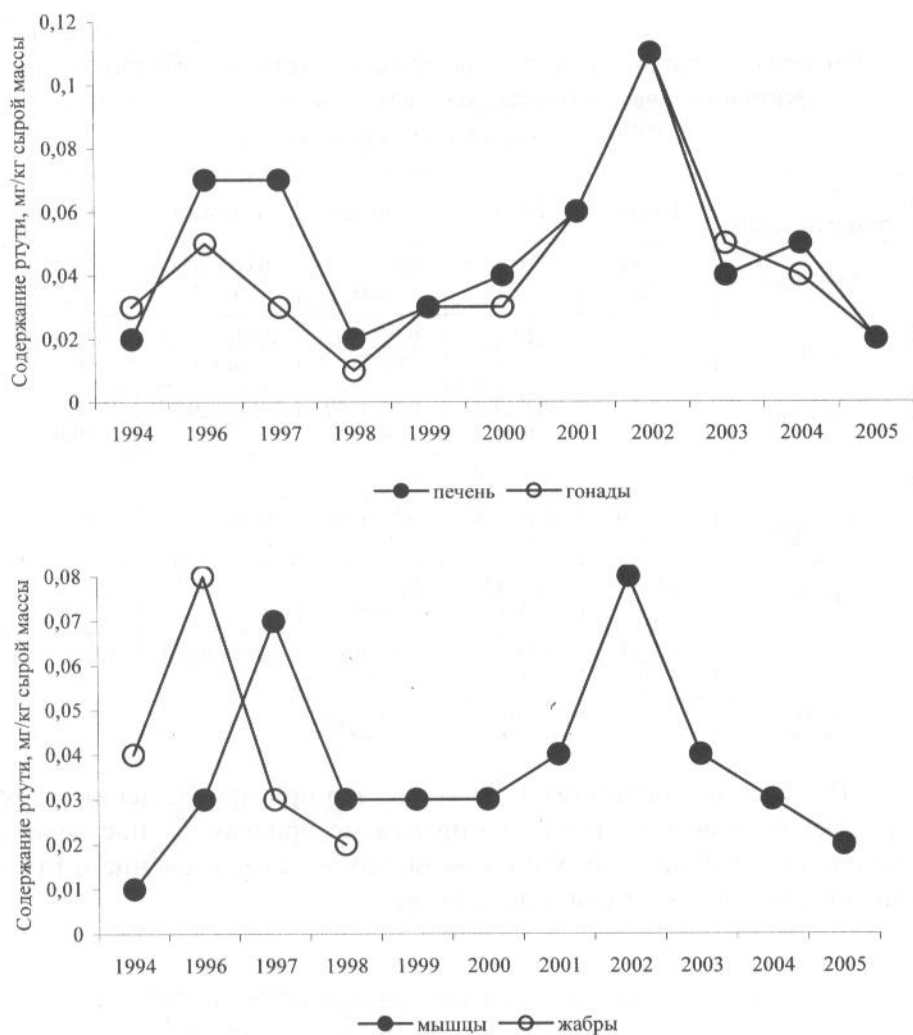 Содержание ртути, мг/кг сырой массы
0,12
0,1
0,08
0,06
0,04
0,02
0
1994 1996 1997 1998 1999 2000 2001 2002 2003 2004 2005
печень гонады
Содержание ртути, мг/кг сырой массы
0,08
0,07
0,06
0,05
0,04
0,03
0,02
0,01
0
1994 1996 1997 1998 1999 2000 2001 2002 2003 2004 2005
мышцы жабры